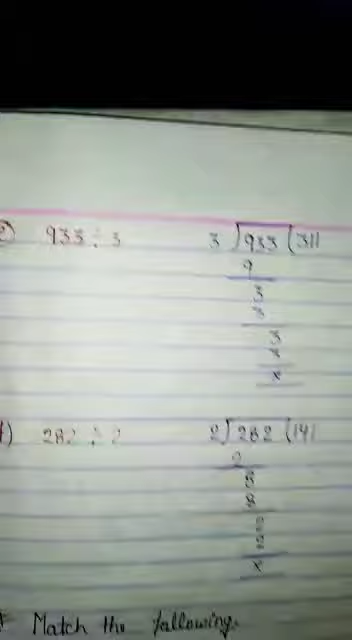 933 ÷ 3 3 ) 933 ( 311
9
3
3
3
3
x
282 ÷ 2 2 ) 282 ( 141
2
8
8
2
2
x
Match the following.